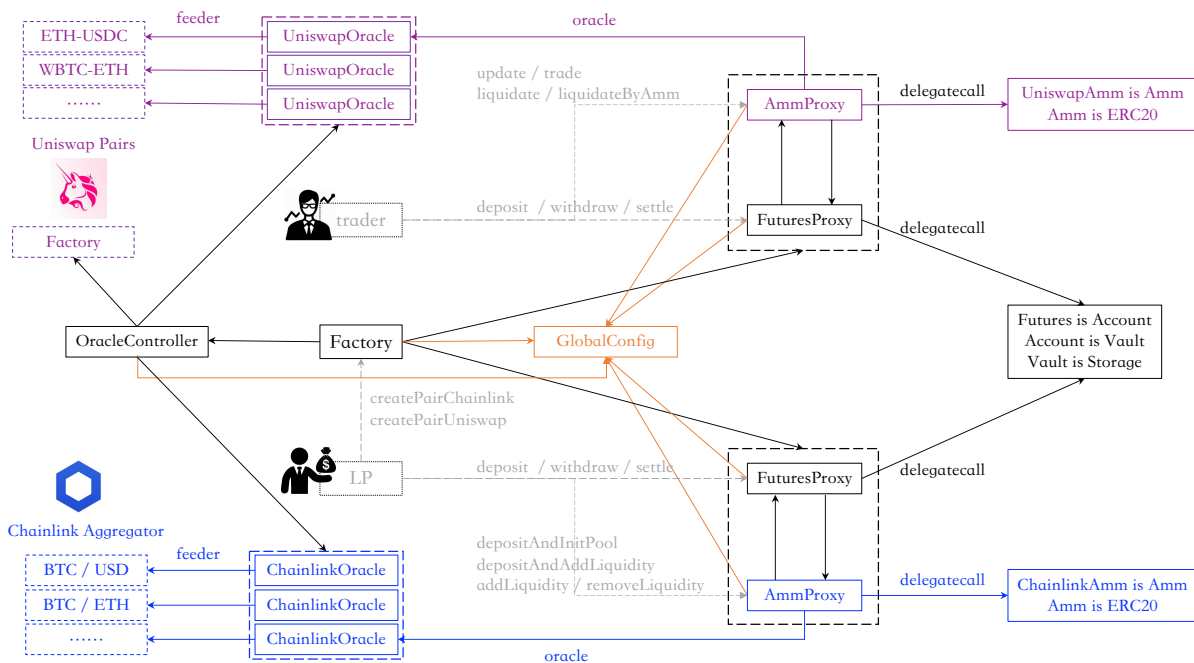 feeder
oracle
ETH-USDC
UniswapOracle
WBTC-ETH
UniswapOracle
······
UniswapOracle
update / trade
liquidate / liquidateByAmm
AmmProxy
delegatecall
UniswapAmm is Amm
Amm is ERC20
Uniswap Pairs
trader
deposit / withdraw / settle
FuturesProxy
delegatecall
Factory
OracleController
Factory
GlobalConfig
Futures is Account
Account is Vault
Vault is Storage
createPairChainlink
createPairUniswap
$
LP
deposit / withdraw / settle
FuturesProxy
delegatecall
Chainlink Aggregator
feeder
depositAndInitPool
depositAndAddLiquidity
addLiquidity / removeLiquidity
BTC / USD
ChainlinkOracle
BTC / ETH
ChainlinkOracle
······
ChainlinkOracle
AmmProxy
delegatecall
ChainlinkAmm is Amm
Amm is ERC20
oracle